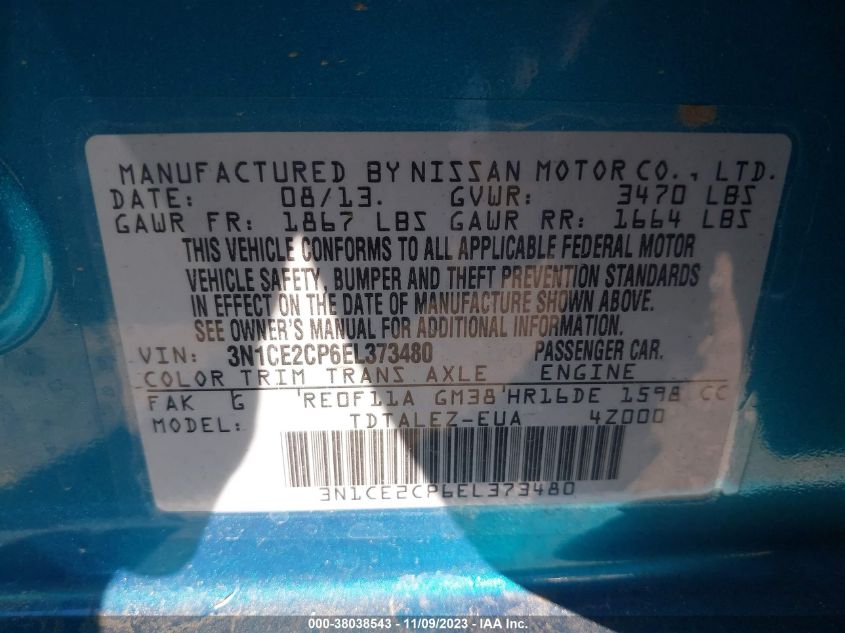 MANUFACTURED BY NISSAN MOTOR CO., LTD.
DATE: 08/13. GVWR: 3470 LBS
GAWR FR: 1867 LBS GAWR RR: 1664 LBS
THIS VEHICLE CONFORMS TO ALL APPLICABLE FEDERAL MOTOR
VEHICLE SAFETY, BUMPER AND THEFT PREVENTION STANDARDS
IN EFFECT ON THE DATE OF MANUFACTURE SHOWN ABOVE.
SEE OWNER'S MANUAL FOR ADDITIONAL INFORMATION.
VIN: 3N1CE2CP6EL373480 PASSENGER CAR.
COLOR TRIM TRANS AXLE ENGINE
FAK G 'RE0F11A GM38'HR16DE 1598 CC
MODEL: TDTALEZ-EUA 4Z000
3N1CE2CP6EL373480
000-38038543 - 11/09/2023 - IAA Inc.